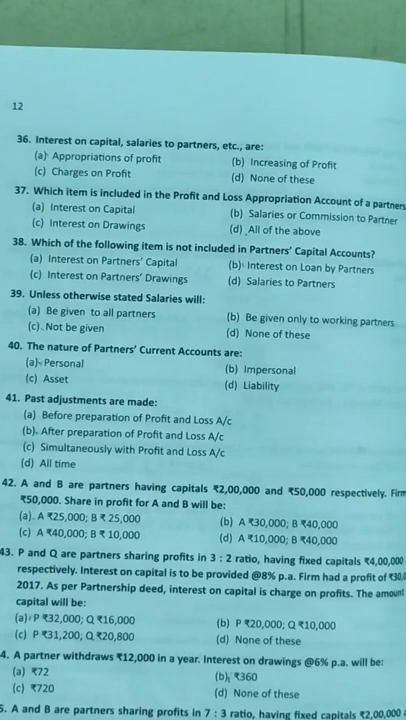 12
36. Interest on capital, salaries to partners, etc., are:
(a) Appropriations of profit (b) Increasing of Profit
(c) Charges on Profit (d) None of these
37. Which item is included in the Profit and Loss Appropriation Account of a partners
(a) Interest on Capital (b) Salaries or Commission to Partner
(c) Interest on Drawings (d) All of the above
38. Which of the following item is not included in Partners' Capital Accounts?
(a) Interest on Partners' Capital (b) Interest on Loan by Partners
(c) Interest on Partners' Drawings (d) Salaries to Partners
39. Unless otherwise stated Salaries will:
(a) Be given to all partners (b) Be given only to working partners
(c) Not be given (d) None of these
40. The nature of Partners' Current Accounts are:
(a) Personal (b) Impersonal
(c) Asset (d) Liability
41. Past adjustments are made:
(a) Before preparation of Profit and Loss A/c
(b) After preparation of Profit and Loss A/c
(c) Simultaneously with Profit and Loss A/c
(d) All time
42. A and B are partners having capitals ₹2,00,000 and ₹50,000 respectively. Firm
₹50,000. Share in profit for A and B will be:
(a) A ₹25,000; B ₹ 25,000 (b) A ₹30,000; B ₹40,000
(c) A ₹40,000; B ₹ 10,000 (d) A ₹10,000; B ₹40,000
43. P and Q are partners sharing profits in 3 : 2 ratio, having fixed capitals ₹4,00,000
respectively. Interest on capital is to be provided @8% p.a. Firm had a profit of ₹30,
2017. As per Partnership deed, interest on capital is charge on profits. The amount
capital will be:
(a) P ₹32,000; Q ₹16,000 (b) P ₹20,000; Q ₹10,000
(c) P ₹31,200; Q ₹20,800 (d) None of these
4. A partner withdraws ₹12,000 in a year. Interest on drawings @6% p.a. will be:
(a) ₹72 (b) ₹360
(c) ₹720 (d) None of these
5. A and B are partners sharing profits in 7 : 3 ratio, having fixed capitals ₹2,00,000